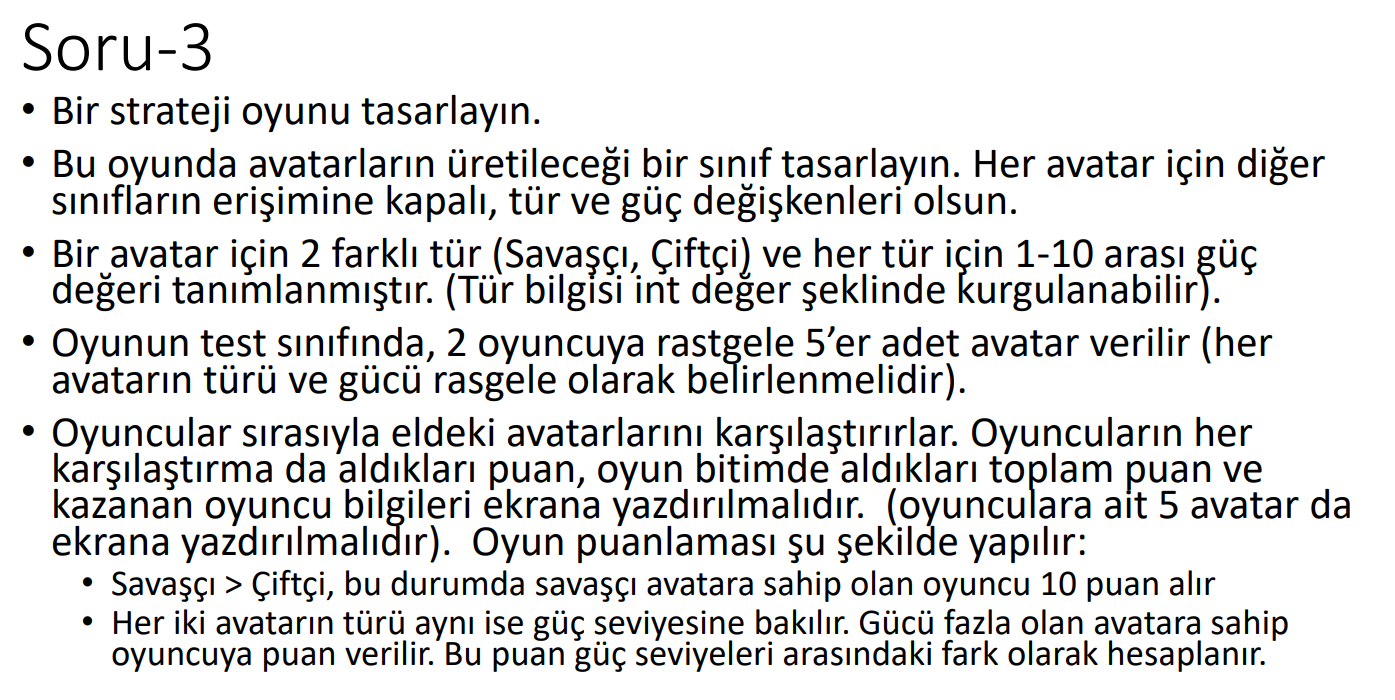 Soru-3
• Bir strateji oyunu tasarlayın.
• Bu oyunda avatarların üretileceği bir sınıf tasarlayın. Her avatar için diğer
sınıfların erişimine kapalı, tür ve güç değişkenleri olsun.
• Bir avatar için 2 farklı tür (Savaşçı, Çiftçi) ve her tür için 1-10 arası güç
değeri tanımlanmıştır. (Tür bilgisi int değer şeklinde kurgulanabilir).
• Oyunun test sınıfında, 2 oyuncuya rastgele 5’er adet avatar verilir (her
avatarın türü ve gücü rasgele olarak belirlenmelidir).
• Oyuncular sırasıyla eldeki avatarlarını karşılaştırırlar. Oyuncuların her
karşılaştırma da aldıkları puan, oyun bitimde aldıkları toplam puan ve
kazanan oyuncu bilgileri ekrana yazdırılmalıdır. (oyunculara ait 5 avatar da
ekrana yazdırılmalıdır). Oyun puanlaması şu şekilde yapılır:
• Savaşçı > Çiftçi, bu durumda savaşçı avatara sahip olan oyuncu 10 puan alır
• Her iki avatarın türü aynı ise güç seviyesine bakılır. Gücü fazla olan avatara sahip
oyuncuya puan verilir. Bu puan güç seviyeleri arasındaki fark olarak hesaplanır.